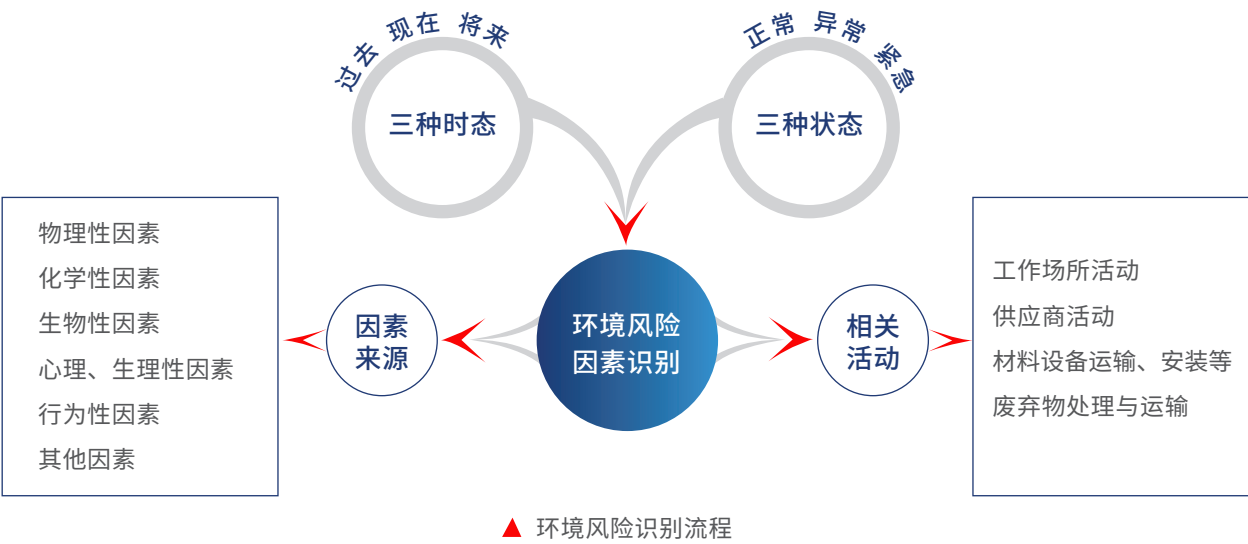 过去 现在 将来
三种时态
正常 异常 紧急
三种状态
物理性因素
化学性因素
生物性因素
心理、生理性因素
行为性因素
其他因素
因素
来源
环境风险
因素识别
相关
活动
工作场所活动
供应商活动
材料设备运输、安装等
废弃物处理与运输
环境风险识别流程